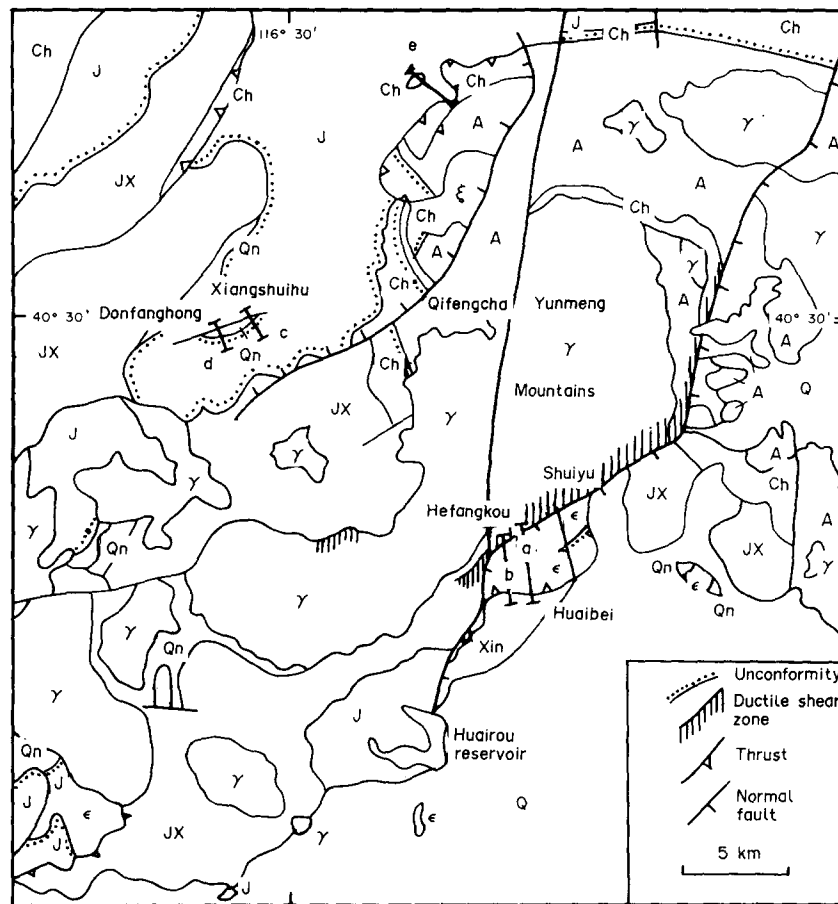 116° 30'
J
Ch
Ch
Ch
J
e
Ch
Ch
Ch
A
γ
γ
A
A
J
JX
Ch
ξ
A
A
Ch
γ
Qn
Ch
γ
A
Xiangshuihu
Qifengcha
Yunmeng
40° 30'
Donfanghong
40° 30'
JX
d
Qn
c
Ch
γ
A
A
Q
Mountains
JX
γ
J
γ
γ
Shuiyu
A
Ch
JX
A
γ
Hefangkou
ϵ
Qn
a
JX
b
ϵ
γ
Qn
ϵ
Qn
γ
γ
Huaibei
Qn
Xin
J
Unconformity
Ductile shear
zone
γ
Huairou
reservoir
Thrust
Qn
J
γ
J
ϵ
Q
Normal
fault
ϵ
J
JX
γ
5 km
J